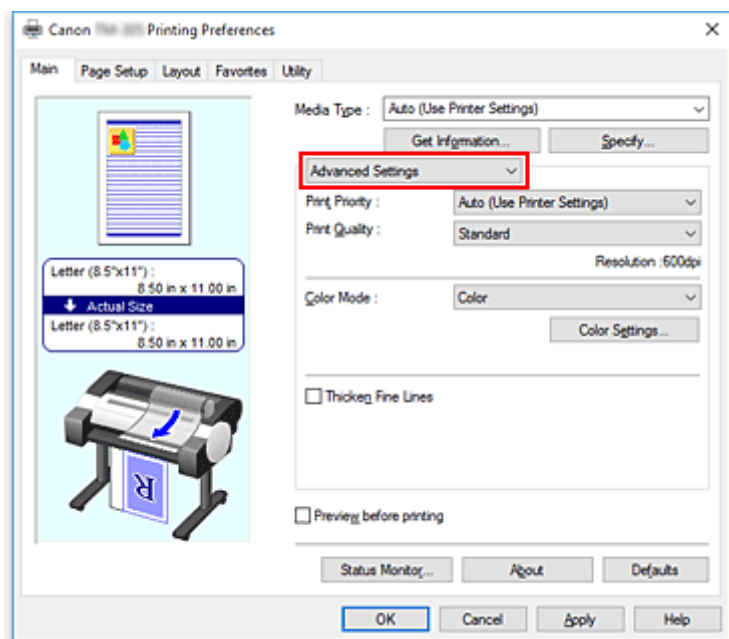 Canon Printing Preferences
Main Page Setup Layout Favorites Utility
Media Type : Auto (Use Printer Settings)
Get Information... Specify...
Advanced Settings
Print Priority : Auto (Use Printer Settings)
Print Quality : Standard
Resolution :600dpi
Color Mode : Color
Color Settings...
Thicken Fine Lines
Letter (8.5"x11") :
8.50 in x 11.00 in
Actual Size
Letter (8.5"x11") :
8.50 in x 11.00 in
R
Preview before printing
Status Monitor... About Defaults
OK Cancel Apply Help